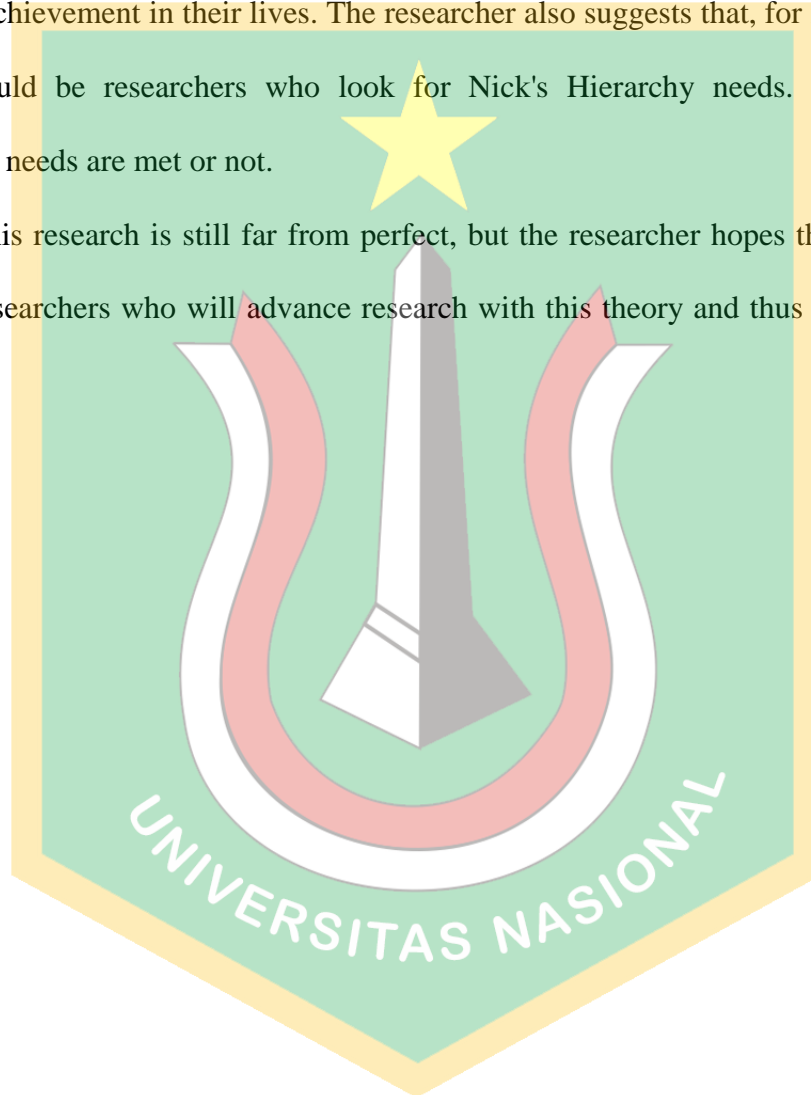 chievement in their lives. The researcher also suggests that, for
uld be researchers who look for Nick's Hierarchy needs.
needs are met or not.
is research is still far from perfect, but the researcher hopes th
searchers who will advance research with this theory and thus
UNIVERSITAS NASIONAL